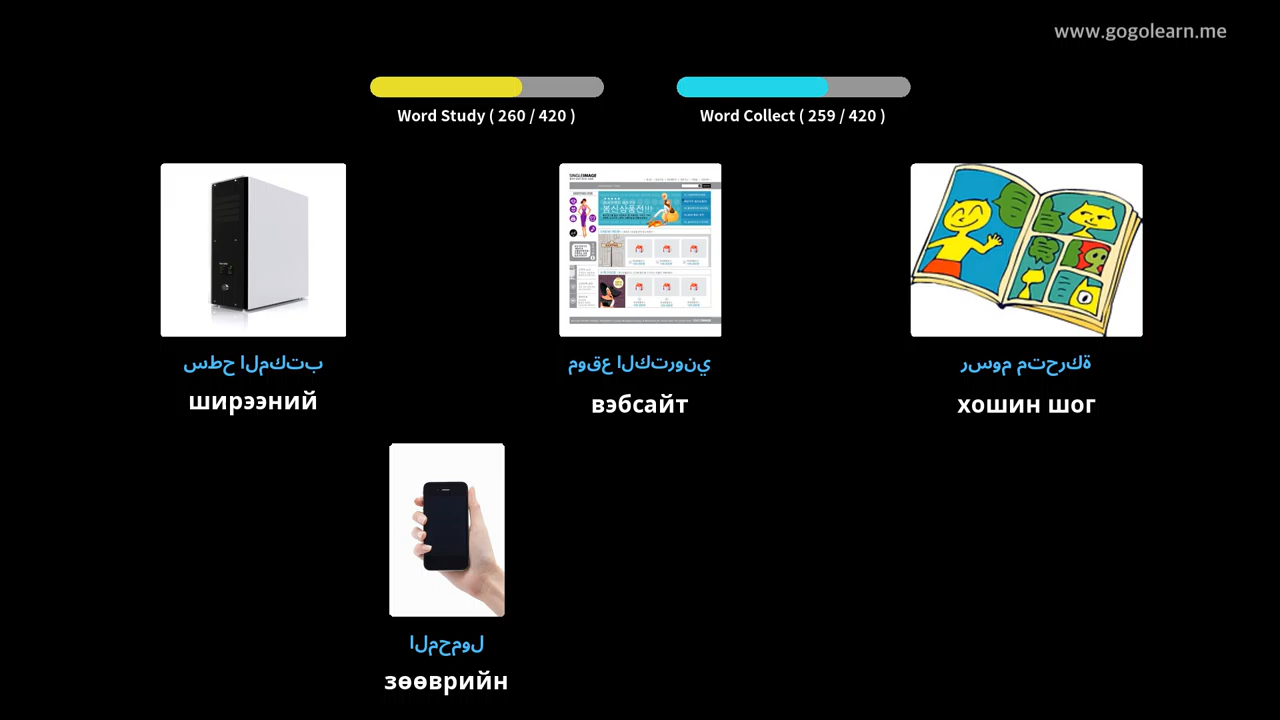 www.gogolearn.me
Word Study ( 260 / 420 )
Word Collect ( 259 / 420 )
سطح المكتب
موقع الكتروني
رسوم متحركة
ширээний
вэбсайт
хошин шог
المحمول
зөөврийн